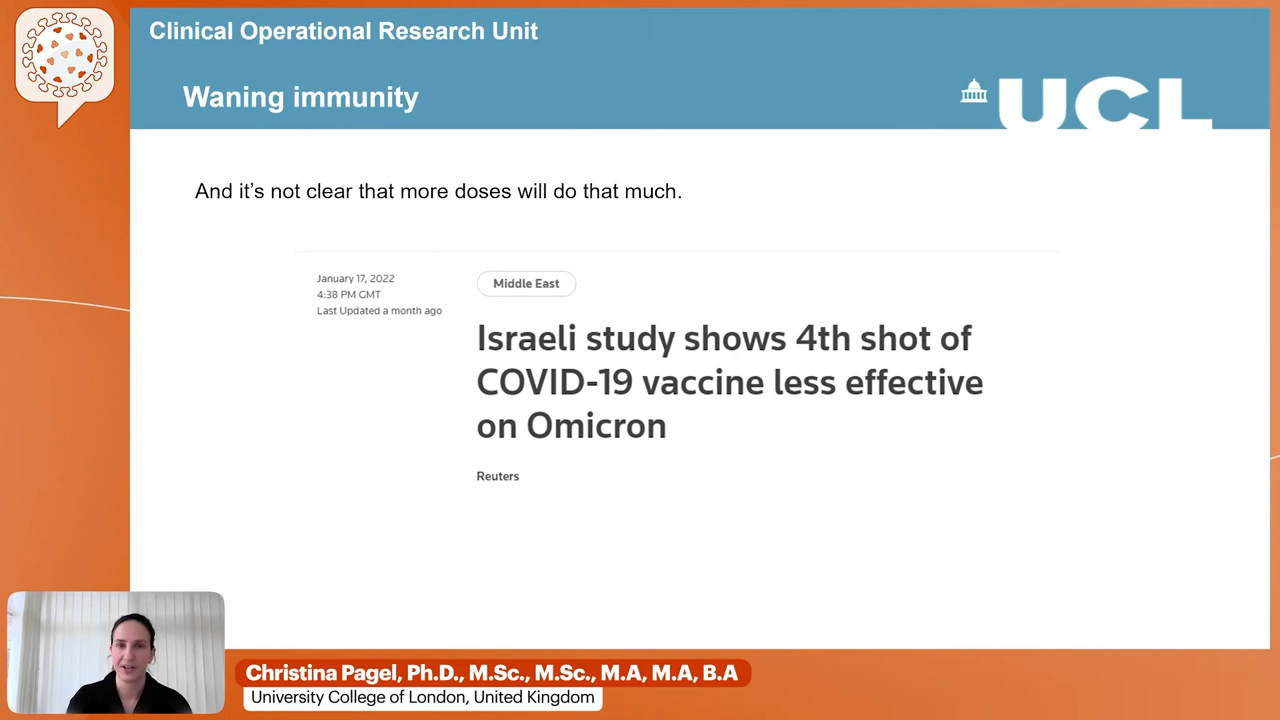 Clinical Operational Research Unit
Waning immunity
UCL
And it's not clear that more doses will do that much.
January 17, 2022
4:38 PM GMT
Last Updated a month ago
Middle East
Israeli study shows 4th shot of
COVID-19 vaccine less effective
on Omicron
Reuters
Christina Pagel, Ph.D., M.Sc., M.Sc., M.A, M.A, B.A
University College of London, United Kingdom